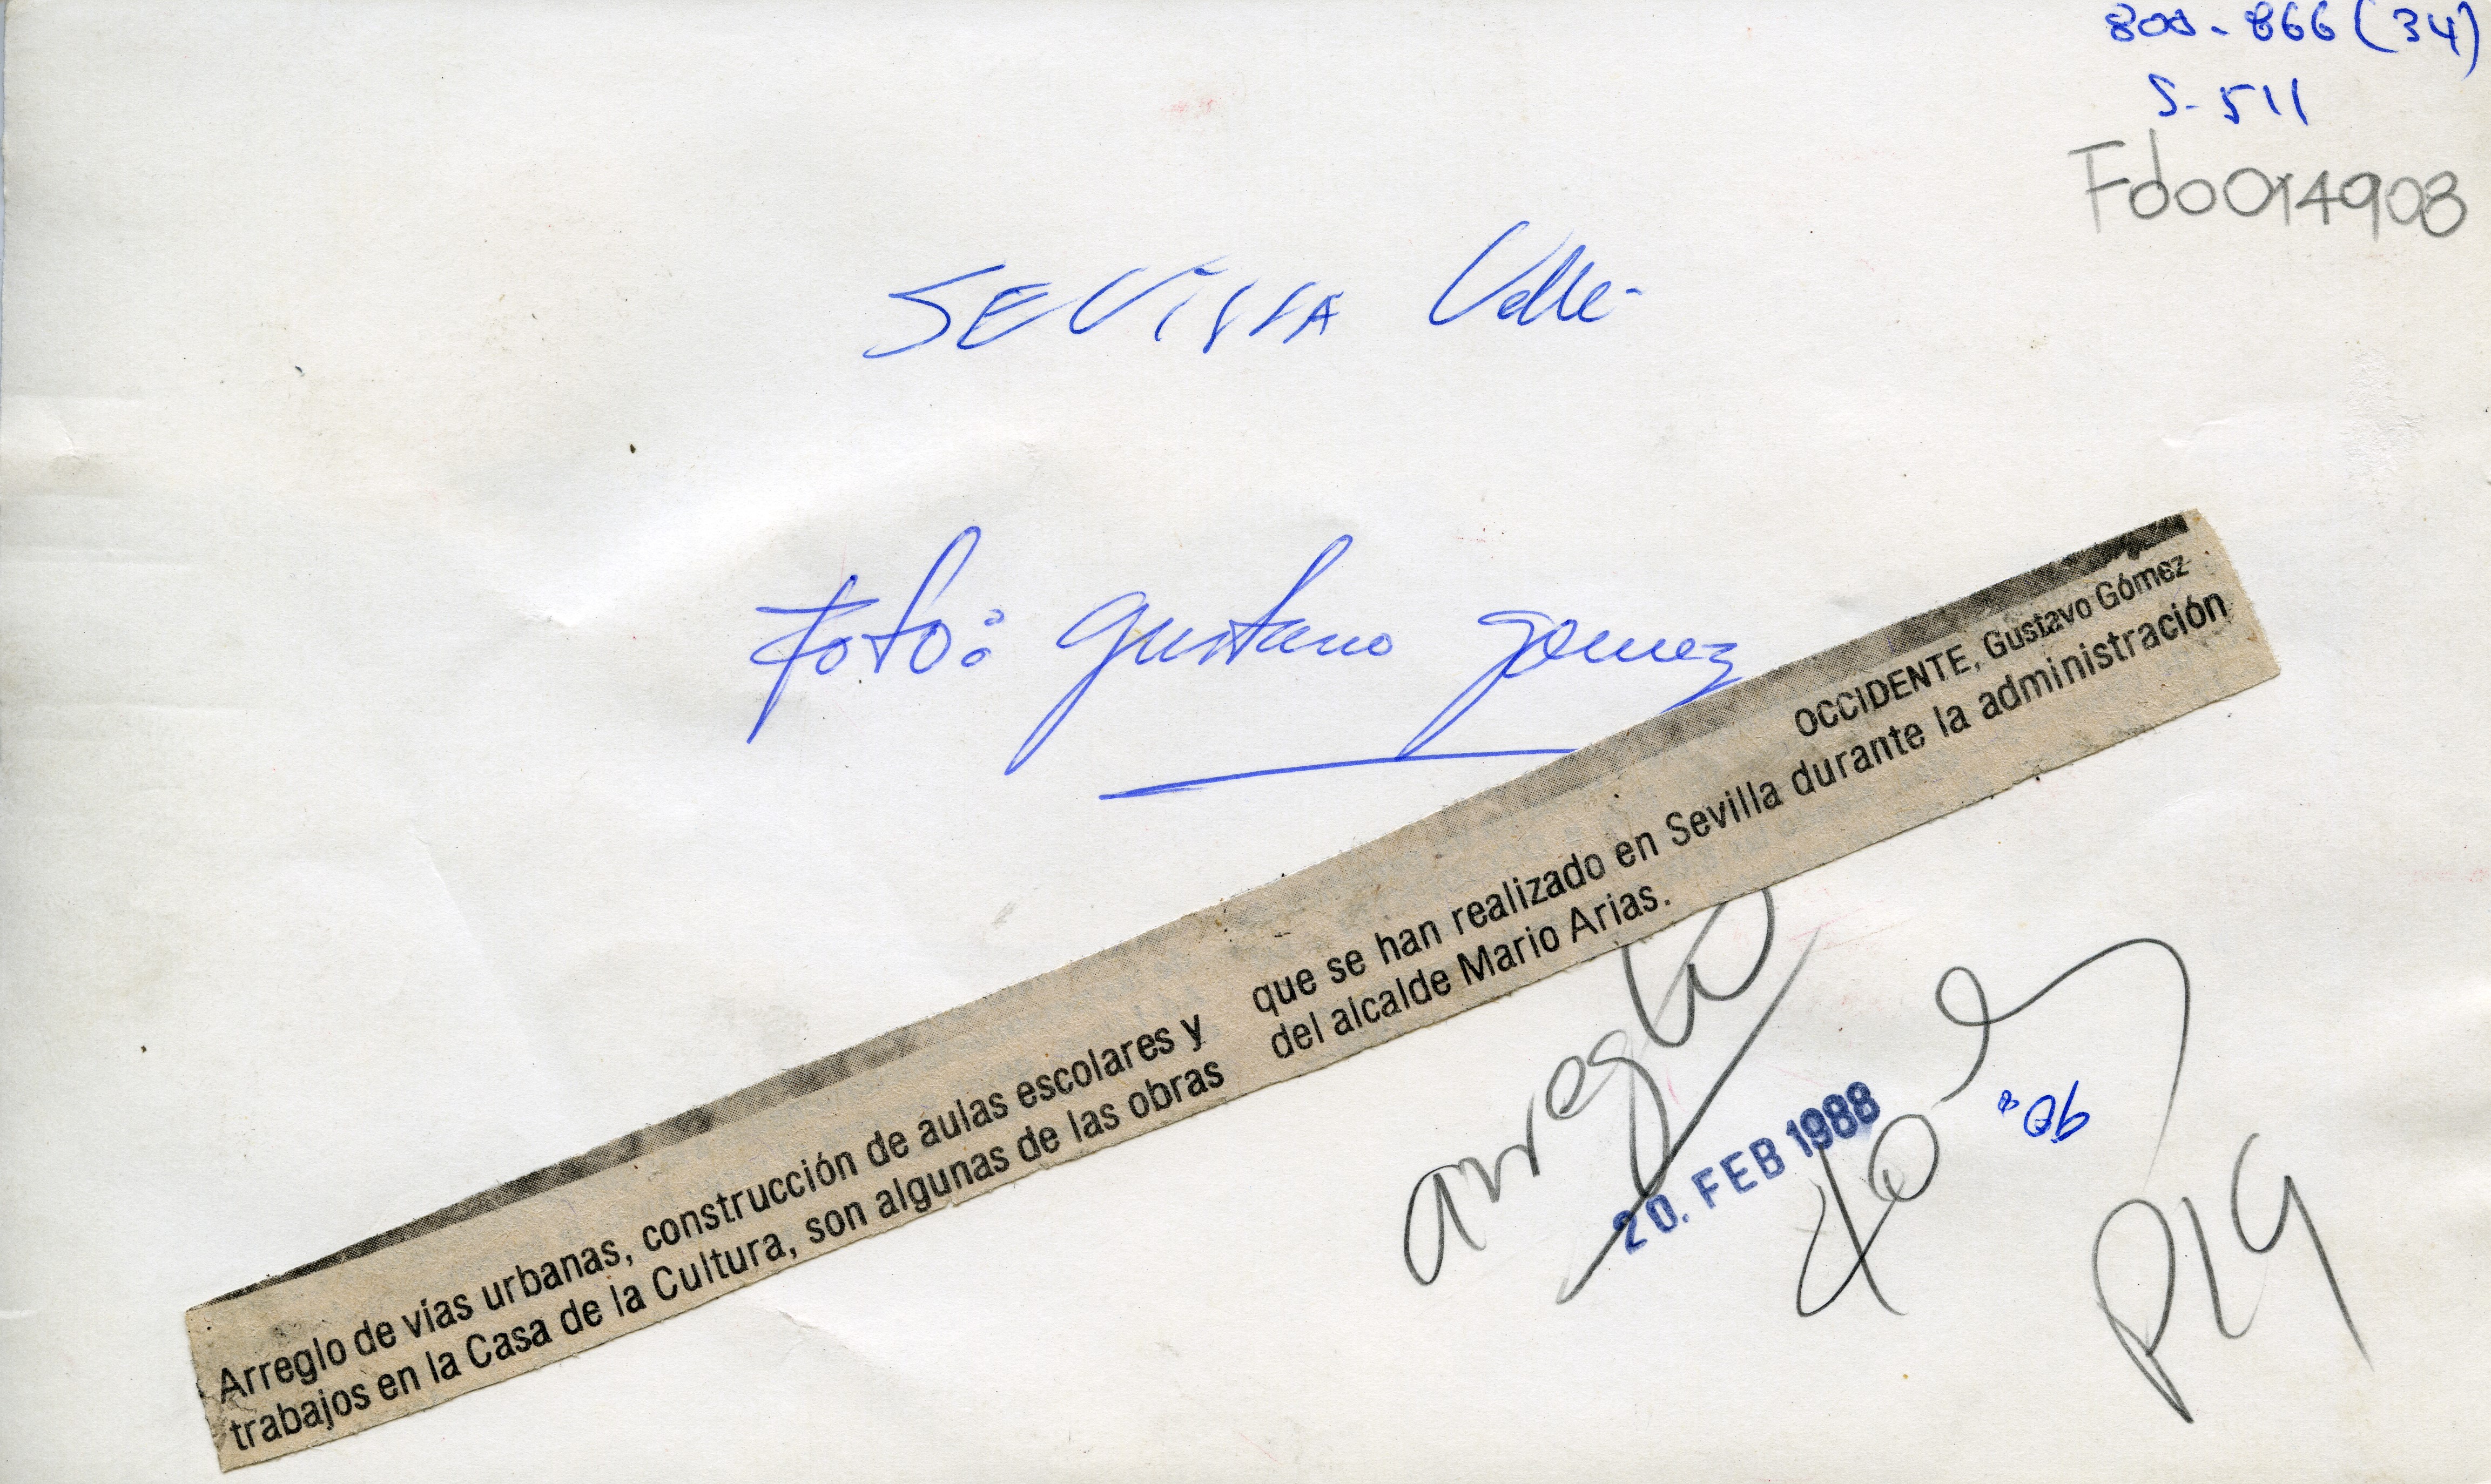 800-866(34)
S-511
Fdo014908
SEVILLA Valle-
Foto: Gustavo Gomez
OCCIDENTE, Gustavo Gómez
Arreglo de vías urbanas, construcción de aulas escolares y
trabajos en la Casa de la Cultura, son algunas de las obras
que se han realizado en Sevilla durante la administración
del alcalde Mario Arias.
arreglo
20. FEB 1988